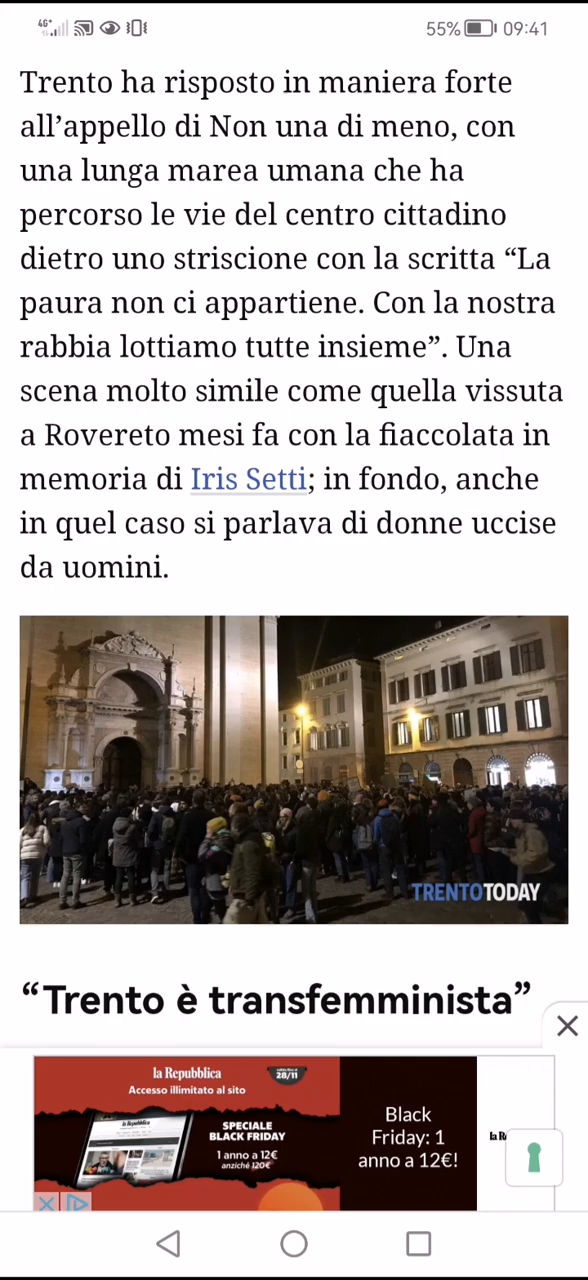 4G+ 55% 09:41
Trento ha risposto in maniera forte
all’appello di Non una di meno, con
una lunga marea umana che ha
percorso le vie del centro cittadino
dietro uno striscione con la scritta “La
paura non ci appartiene. Con la nostra
rabbia lottiamo tutte insieme”. Una
scena molto simile come quella vissuta
a Rovereto mesi fa con la fiaccolata in
memoria di Iris Setti; in fondo, anche
in quel caso si parlava di donne uccise
da uomini.
TRENTOTODAY
“Trento è transfemminista”
la Repubblica
Accesso illimitato al sito
28/11
SPECIALE
BLACK FRIDAY
1 anno a 12€
anziché 120€
Black
Friday: 1
anno a 12€!
la R